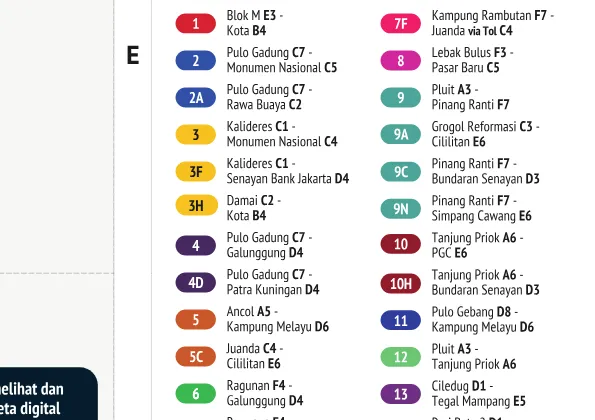 E
1
Blok M E3 -
Kota B4
2
Pulo Gadung C7 -
Monumen Nasional C5
2A
Pulo Gadung C7 -
Rawa Buaya C2
3
Kalideres C1 -
Monumen Nasional C4
3F
Kalideres C1 -
Senayan Bank Jakarta D4
3H
Damai C2 -
Kota B4
4
Pulo Gadung C7 -
Galunggung D4
4D
Pulo Gadung C7 -
Patra Kuningan D4
5
Ancol A5 -
Kampung Melayu D6
5C
Juanda C4 -
Cililitan E6
6
Ragunan F4 -
Galunggung D4
7F
Kampung Rambutan F7 -
Juanda via Tol C4
8
Lebak Bulus F3 -
Pasar Baru C5
9
Pluit A3 -
Pinang Ranti F7
9A
Grogol Reformasi C3 -
Cililitan E6
9C
Pinang Ranti F7 -
Bundaran Senayan D3
9N
Pinang Ranti F7 -
Simpang Cawang E6
10
Tanjung Priok A6 -
PGC E6
10H
Tanjung Priok A6 -
Bundaran Senayan D3
11
Pulo Gebang D8 -
Kampung Melayu D6
12
Pluit A3 -
Tanjung Priok A6
13
Ciledug D1 -
Tegal Mampang E5
elihat dan
eta digital